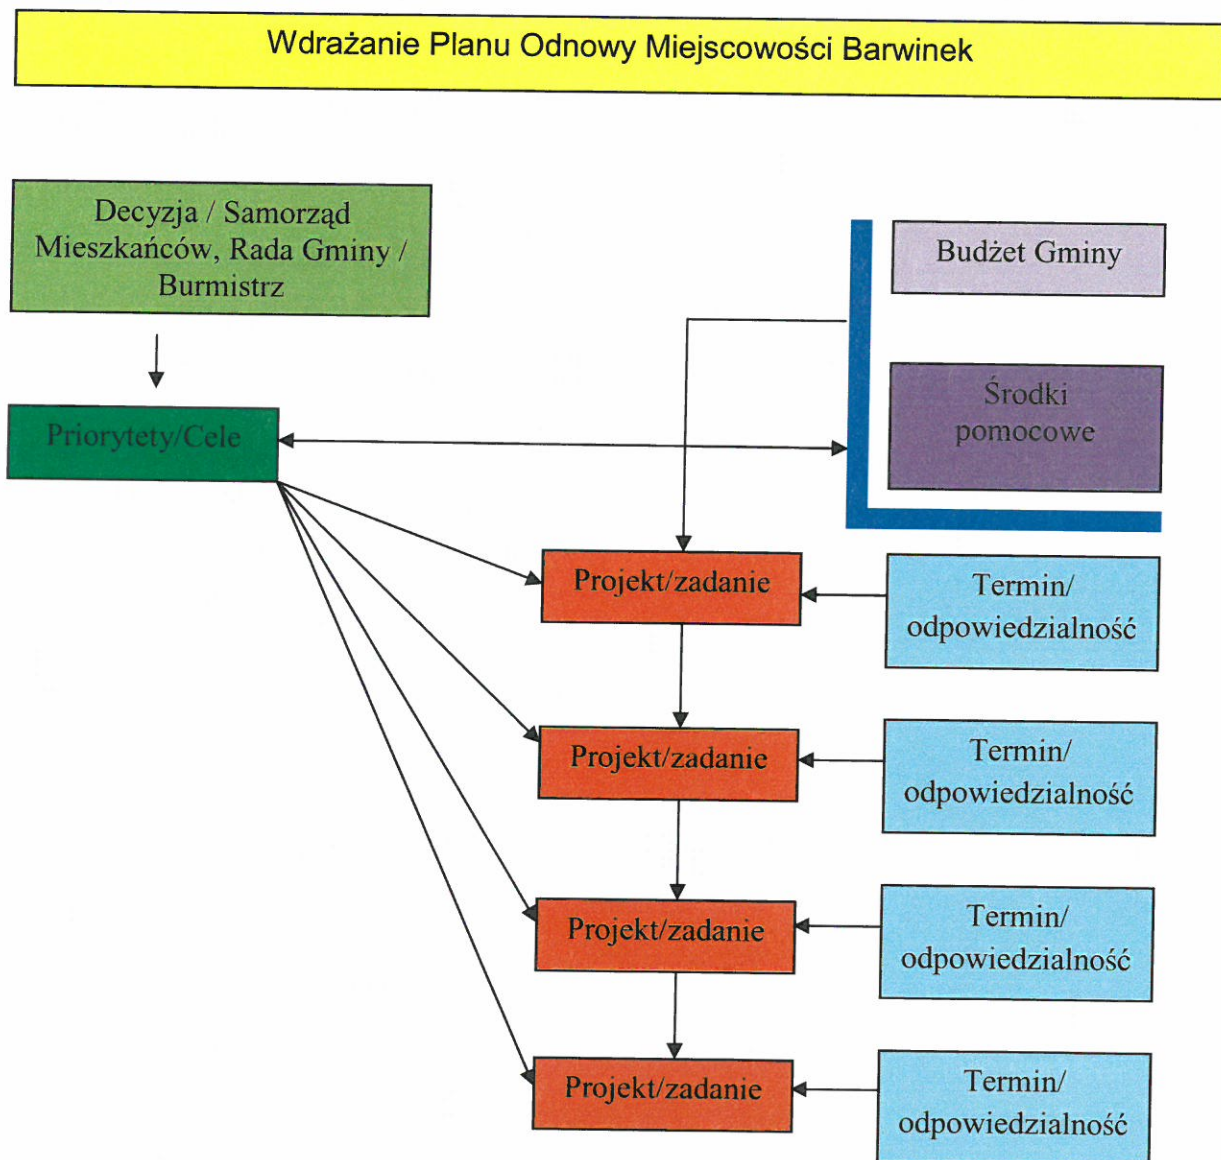 Wdrażanie Planu Odnowy Miejscowości Barwinek
Decyzja / Samorząd
Mieszkańców, Rada Gminy /
Burmistrz
Budżet Gminy
Środki
pomocowe
Priorytety/Cele
Projekt/zadanie
Termin/
odpowiedzialność
Projekt/zadanie
Termin/
odpowiedzialność
Projekt/zadanie
Termin/
odpowiedzialność
Projekt/zadanie
Termin/
odpowiedzialność